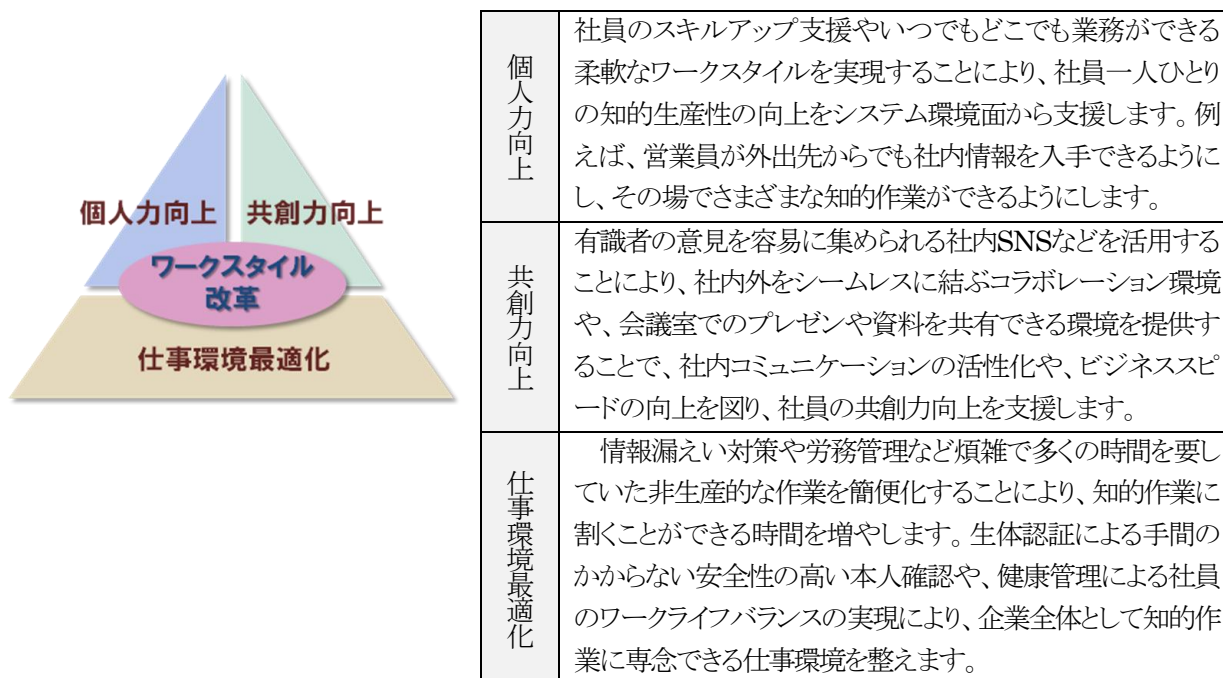 個人力向上
共創力向上
ワークスタイル
改革
仕事環境最適化
個人力向上
社員のスキルアップ支援やいつでもどこでも業務ができる
柔軟なワークスタイルを実現することにより、社員一人ひとり
の知的生産性の向上をシステム環境面から支援します。例
えば、営業員が外出先からでも社内情報を入手できるように
し、その場でさまざまな知的作業ができるようにします。
共創力向上
有識者の意見を容易に集められる社内SNSなどを活用する
ことにより、社内外をシームレスに結ぶコラボレーション環境
や、会議室でのプレゼンや資料を共有できる環境を提供す
ることで、社内コミュニケーションの活性化や、ビジネススピ
ードの向上を図り、社員の共創力向上を支援します。
仕事環境最適化
情報漏えい対策や労務管理など煩雑で多くの時間を要し
ていた非生産的な作業を簡便化することにより、知的作業に
割くことができる時間を増やします。生体認証による手間の
かからない安全性の高い本人確認や、健康管理による社員
のワークライフバランスの実現により、企業全体として知的作
業に専念できる仕事環境を整えます。